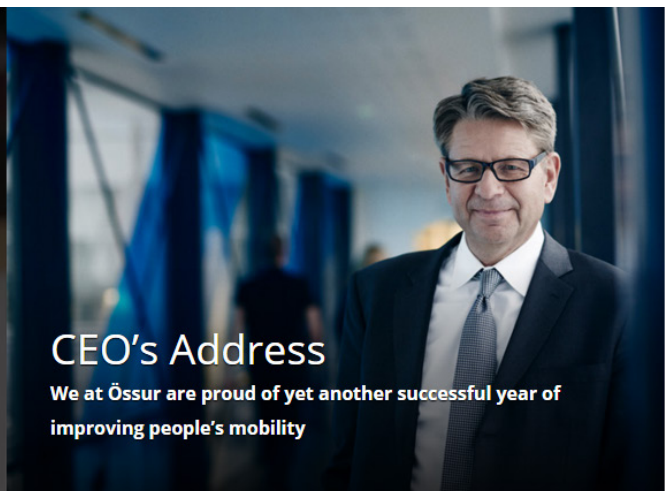 CEO’s Address
We at Össur are proud of yet another successful year of
improving people’s mobility